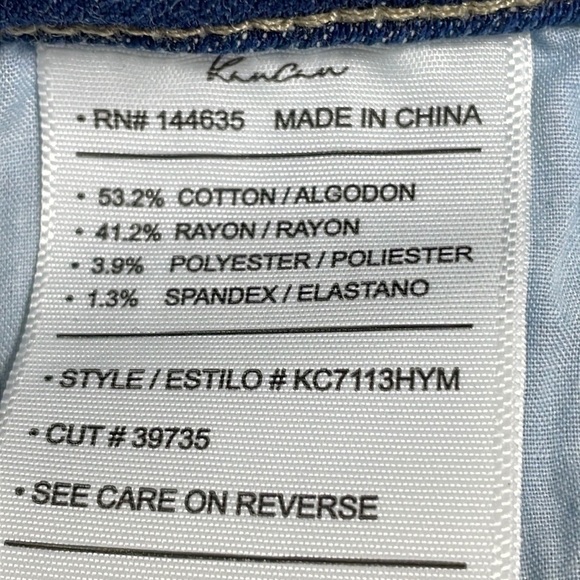 KanCan
• RN# 144635 MADE IN CHINA
• 53.2% COTTON / ALGODON
• 41.2% RAYON / RAYON
• 3.9% POLYESTER / POLIESTER
• 1.3% SPANDEX / ELASTANO
• STYLE / ESTILO # KC7113HYM
• CUT # 39735
• SEE CARE ON REVERSE